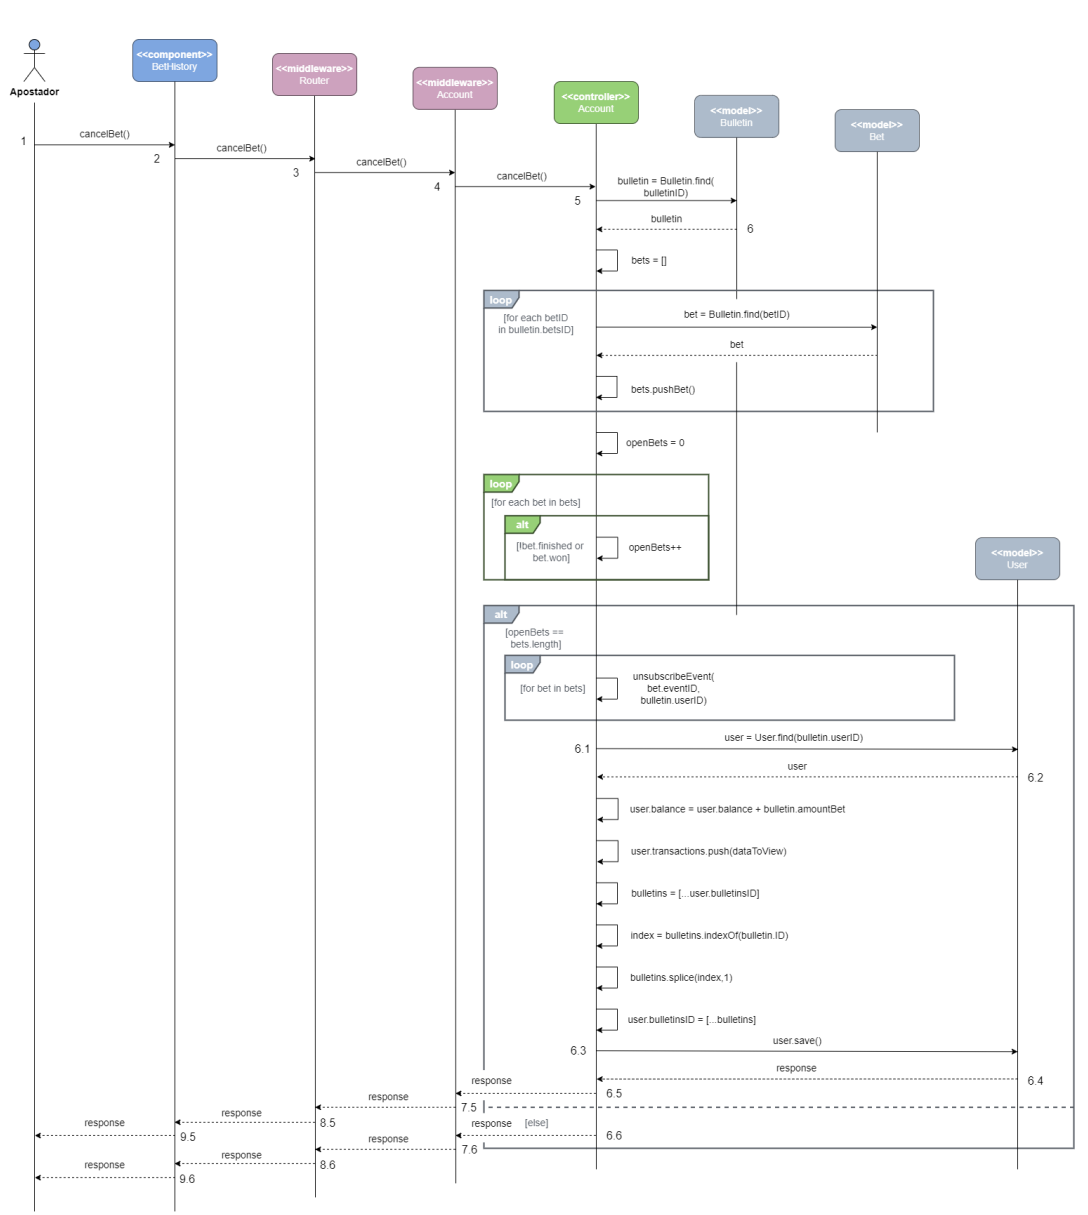 <<component>>
BetHistory
<<middleware>>
Router
<<middleware>>
Account
<<controller>>
Account
<<model>>
Bulletin
<<model>>
Bet
Apostador
1
cancelBet()
2
cancelBet()
3
cancelBet()
4
cancelBet()
5
bulletin = Bulletin.find(
bulletinID)
bulletin
6
bets = []
loop
[for each betID
in bulletin.betsID]
bet = Bulletin.find(betID)
bet
bets.pushBet()
openBets = 0
loop
[for each bet in bets]
alt
[!bet.finished or
bet.won]
openBets++
<<model>>
User
alt
[openBets ==
bets.length]
loop
[for bet in bets]
unsubscribeEvent(
bet.eventID,
bulletin.userID)
6.1
user = User.find(bulletin.userID)
user
6.2
user.balance = user.balance + bulletin.amountBet
user.transactions.push(dataToView)
bulletins = [...user.bulletinsID]
index = bulletins.indexOf(bulletin.ID)
bulletins.splice(index,1)
user.bulletinsID = [...bulletins]
6.3
user.save()
response
6.4
response
6.5
response
7.5
response
8.5
response
9.5
response
[else]
6.6
response
7.6
response
8.6
response
9.6